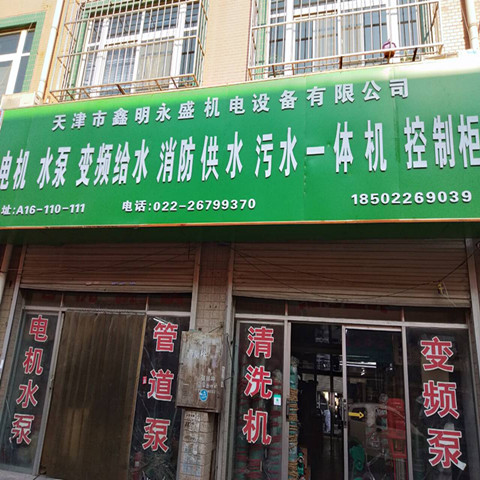 天津市鑫明永盛机电设备有限公司
电机 水泵 变频给水 消防供水 污水一体机 控制柜
址:A16-110-111 电话:022-26799370 18502269039
电机水泵
管道泵
清洗机
变频泵